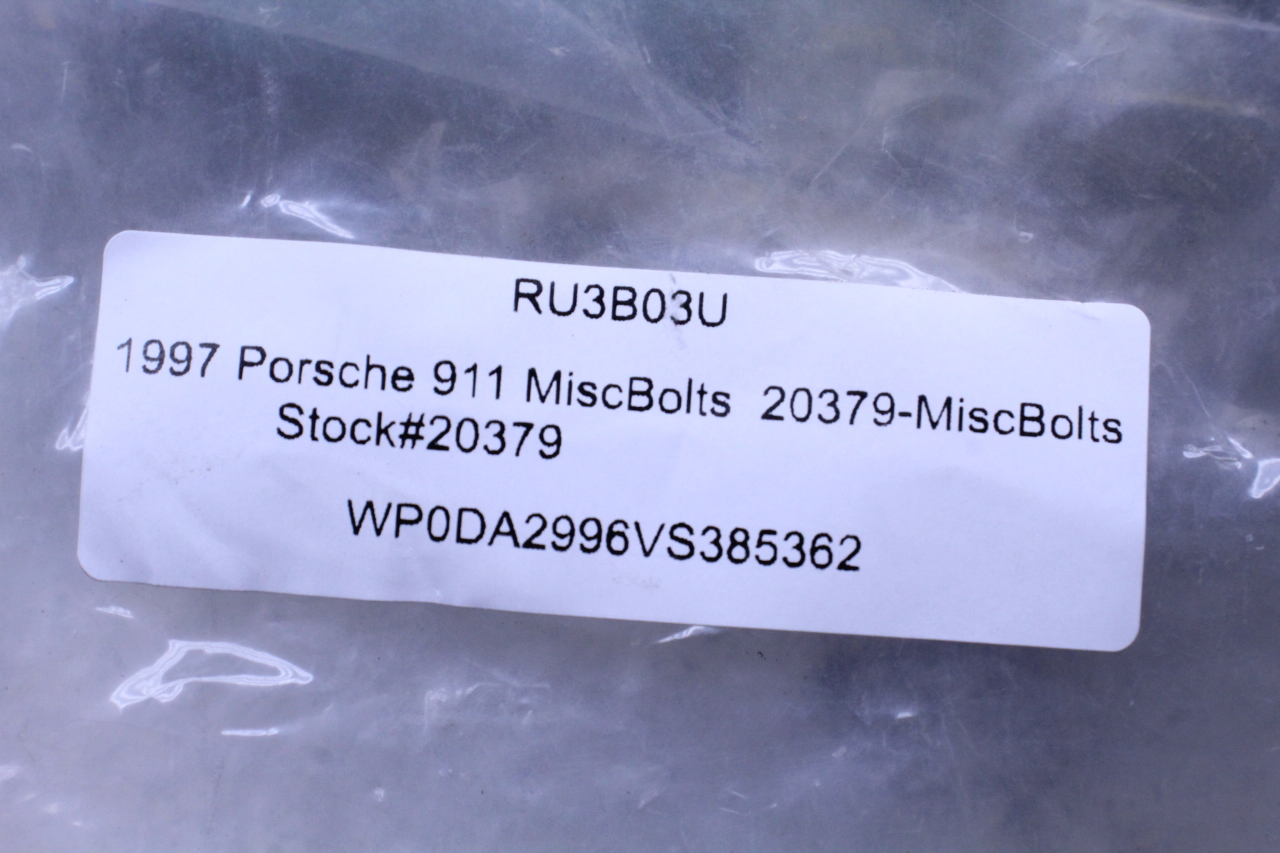 RU3B03U
1997 Porsche 911 MiscBolts  20379-MiscBolts
Stock#20379
WP0DA2996VS385362